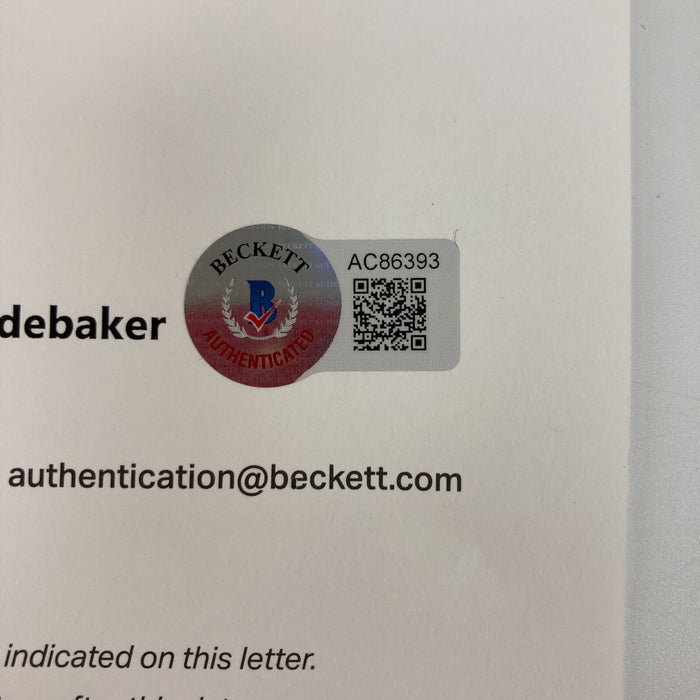 BECKETT
B
AUTHENTICATED
AC86393
debaker
authentication@beckett.com
indicated on this letter.